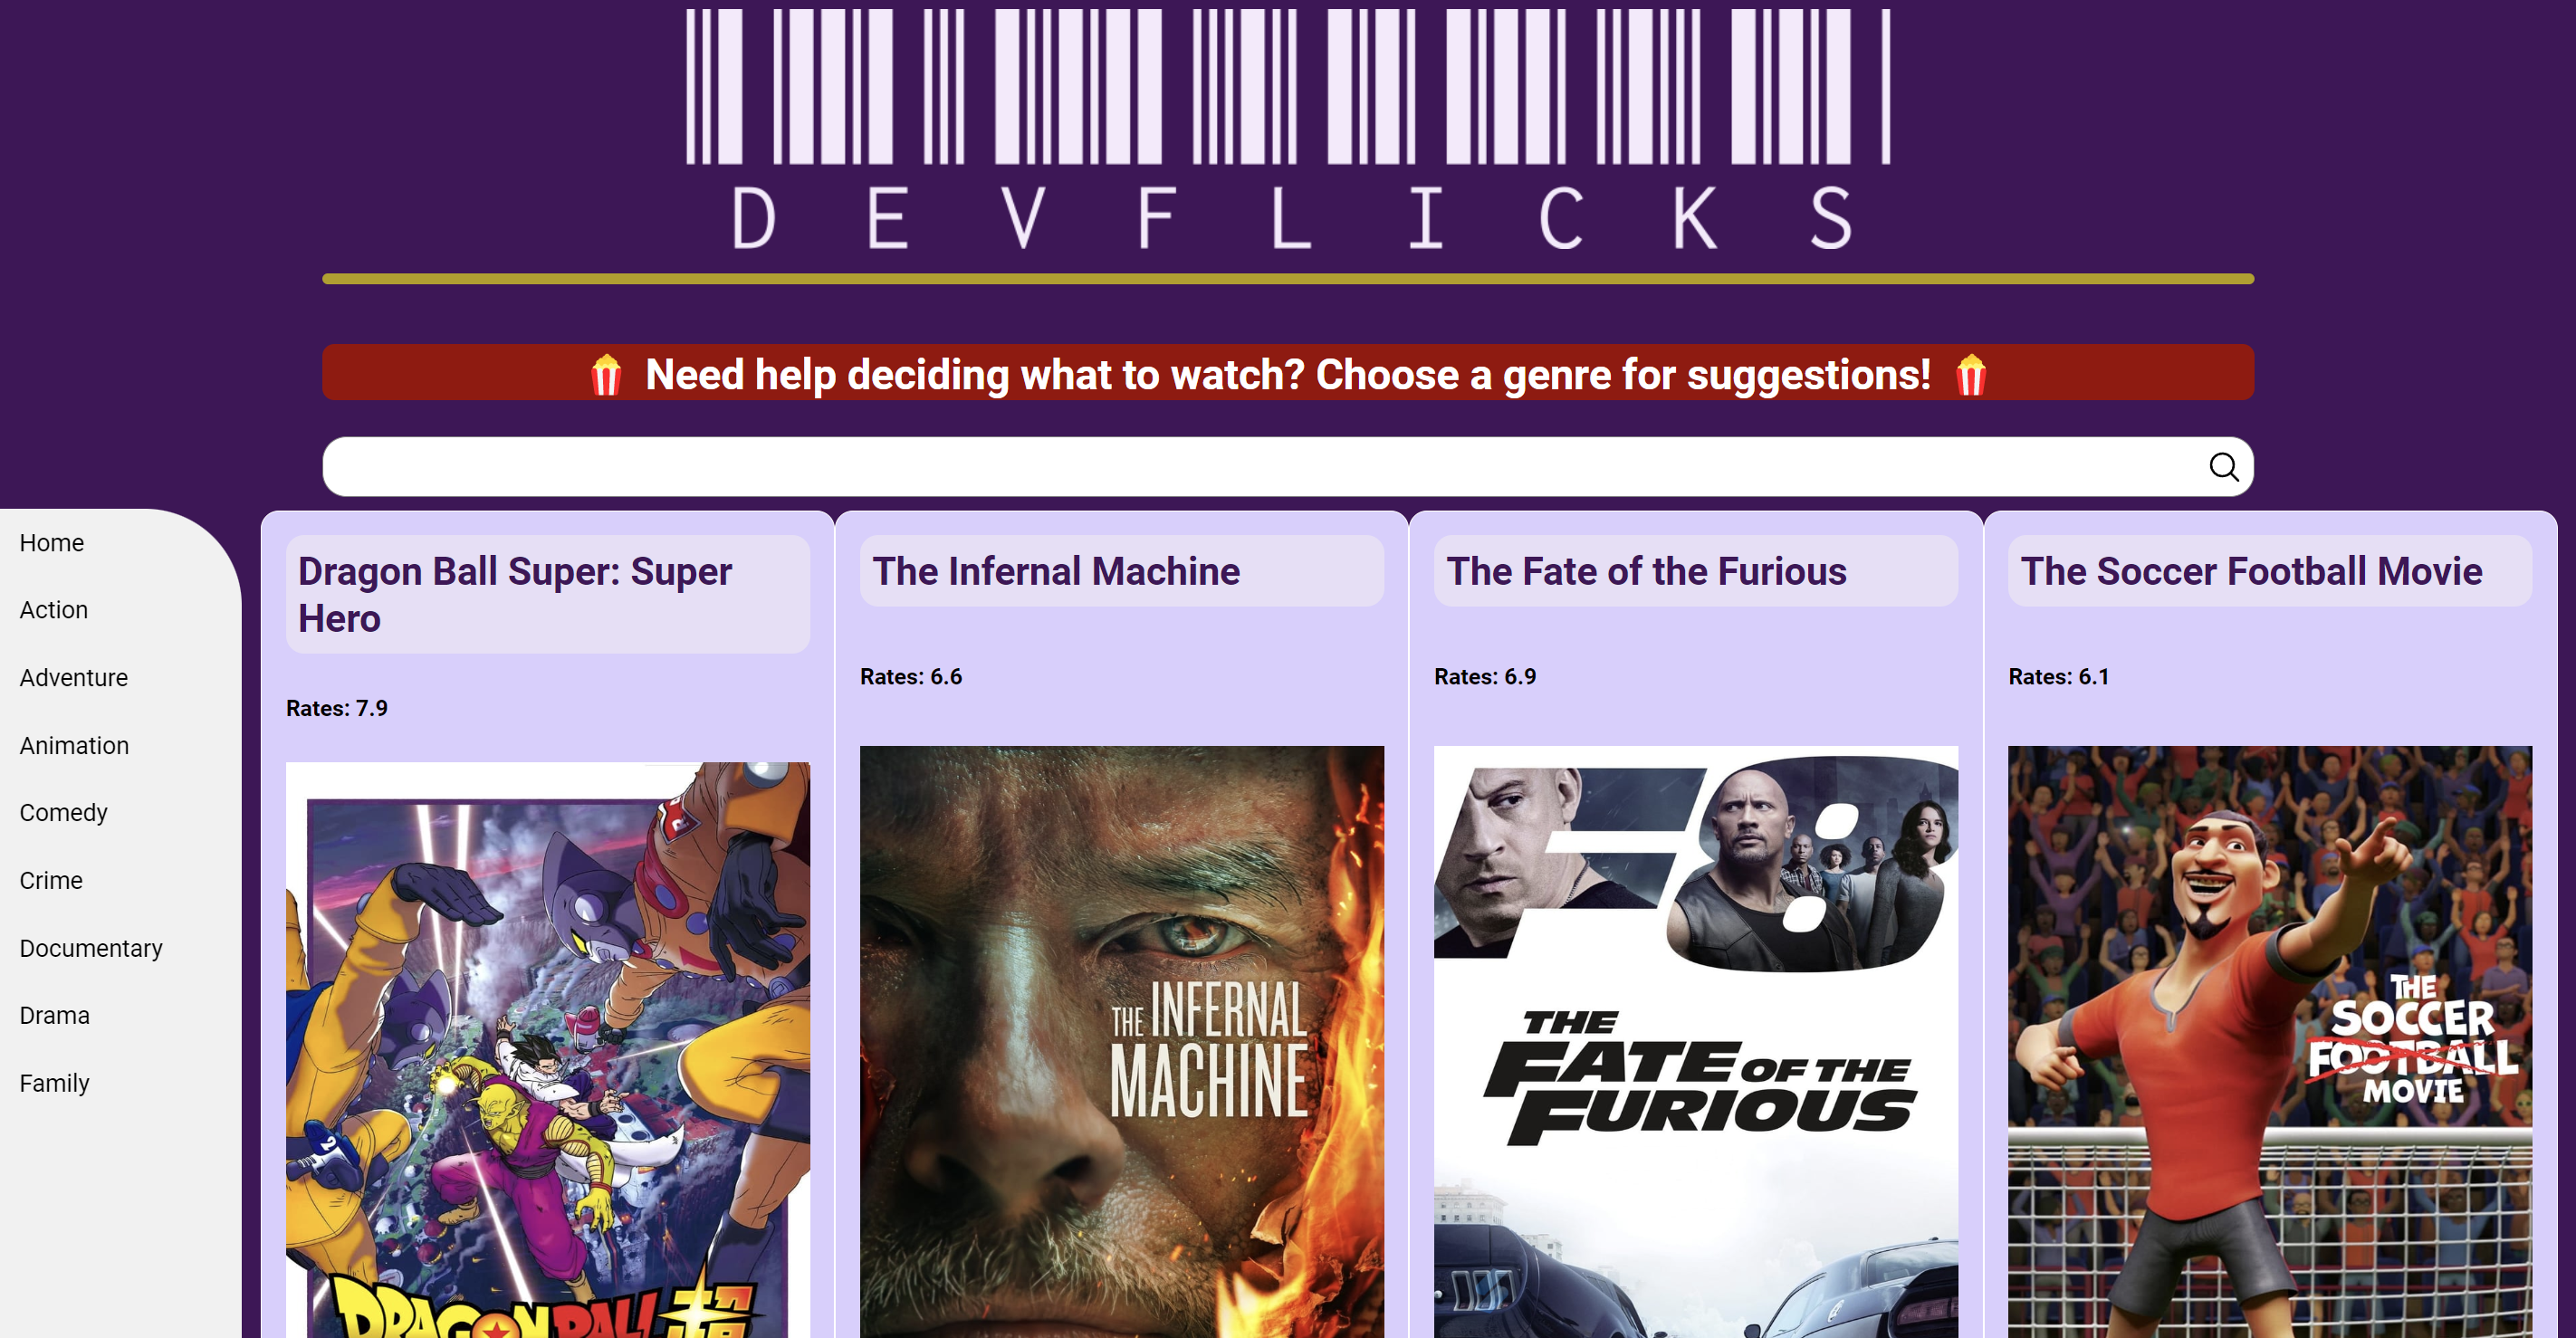 DEVFLICKS
🍿 Need help deciding what to watch? Choose a genre for suggestions! 🍿
Home
Action
Adventure
Animation
Comedy
Crime
Documentary
Drama
Family
Dragon Ball Super: Super
Hero
Rates: 7.9
DRAGON BALL
The Infernal Machine
Rates: 6.6
THE INFERNAL
MACHINE
The Fate of the Furious
Rates: 6.9
F8
THE
FATE OF THE
FURIOUS
The Soccer Football Movie
Rates: 6.1
THE
SOCCER
FOOTBALL
MOVIE